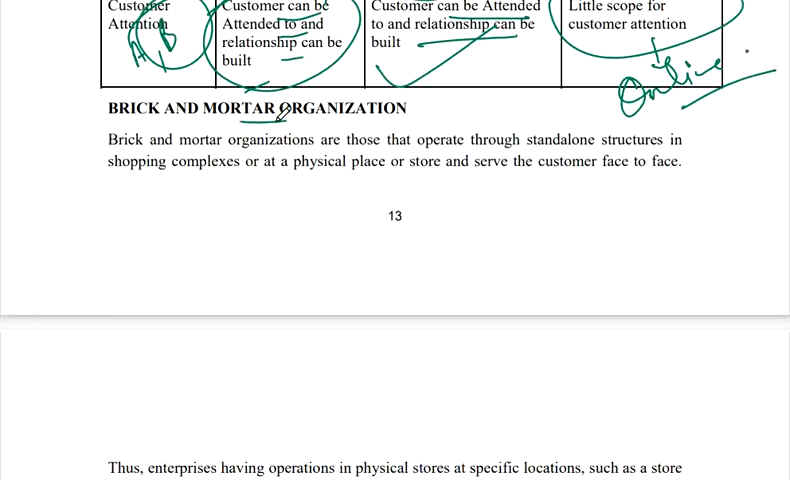 Customer
Attention
Customer can be
Attended to and
relationship can be
built
Customer can be Attended
to and relationship can be
built
Little scope for
customer attention
A B
Online
BRICK AND MORTAR ORGANIZATION
Brick and mortar organizations are those that operate through standalone structures in
shopping complexes or at a physical place or store and serve the customer face to face.
13
Thus, enterprises having operations in physical stores at specific locations, such as a store